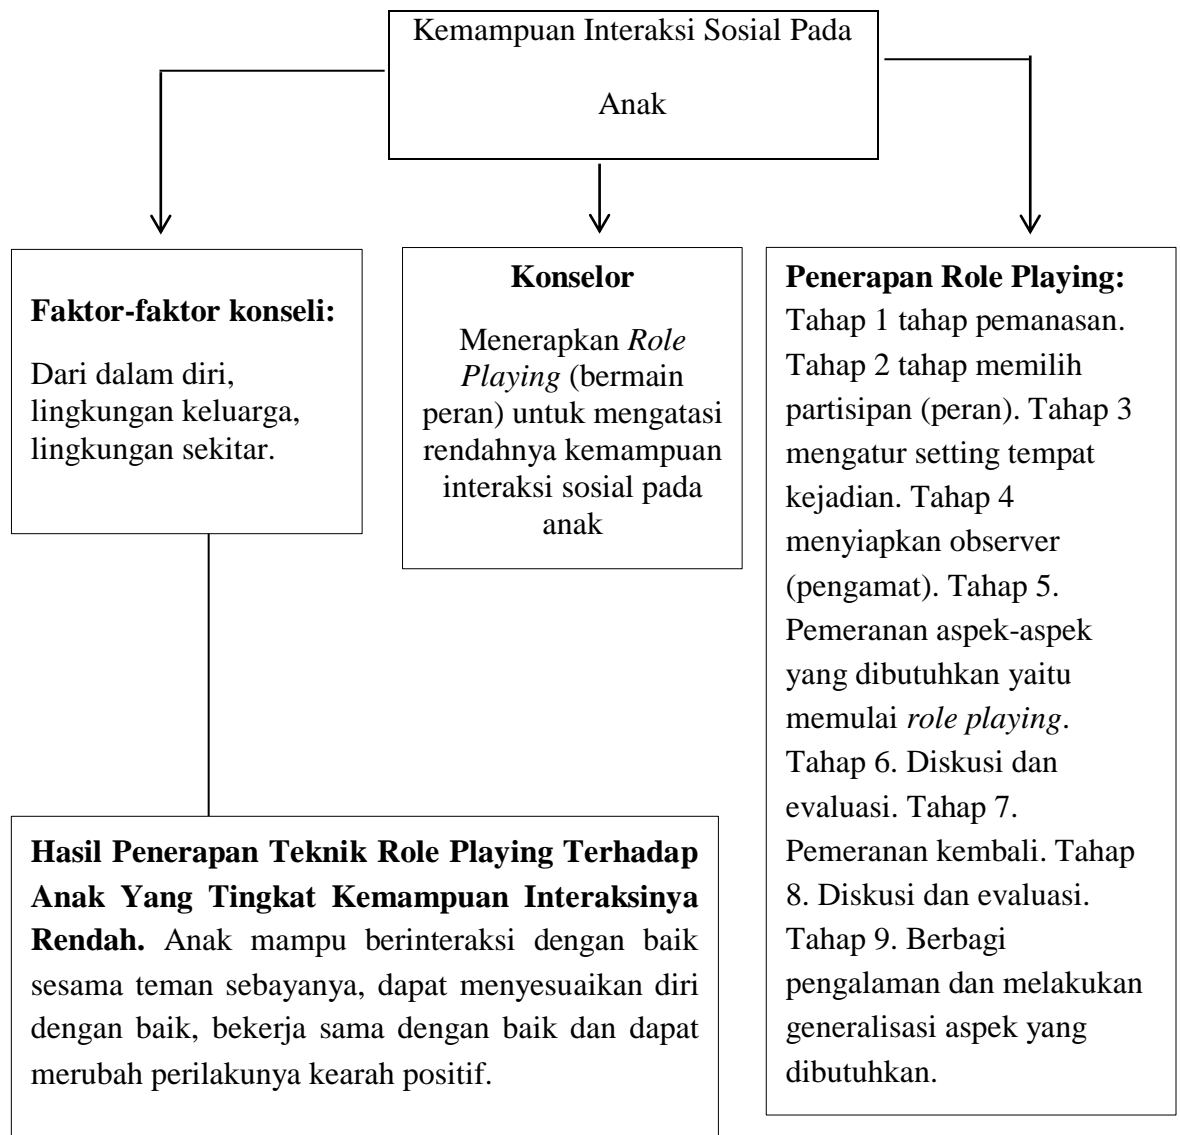 Kemampuan Interaksi Sosial Pada
Anak
Faktor-faktor konseli:
Dari dalam diri,
lingkungan keluarga,
lingkungan sekitar.
Konselor
Menerapkan Role
Playing (bermain
peran) untuk mengatasi
rendahnya kemampuan
interaksi sosial pada
anak
Penerapan Role Playing:
Tahap 1 tahap pemanasan.
Tahap 2 tahap memilih
partisipan (peran). Tahap 3
mengatur setting tempat
kejadian. Tahap 4
menyiapkan observer
(pengamat). Tahap 5.
Pemeranan aspek-aspek
yang dibutuhkan yaitu
memulai role playing.
Tahap 6. Diskusi dan
evaluasi. Tahap 7.
Pemeranan kembali. Tahap
8. Diskusi dan evaluasi.
Tahap 9. Berbagi
pengalaman dan melakukan
generalisasi aspek yang
dibutuhkan.
Hasil Penerapan Teknik Role Playing Terhadap
Anak Yang Tingkat Kemampuan Interaksinya
Rendah. Anak mampu berinteraksi dengan baik
sesama teman sebayanya, dapat menyesuaikan diri
dengan baik, bekerja sama dengan baik dan dapat
merubah perilakunya kearah positif.